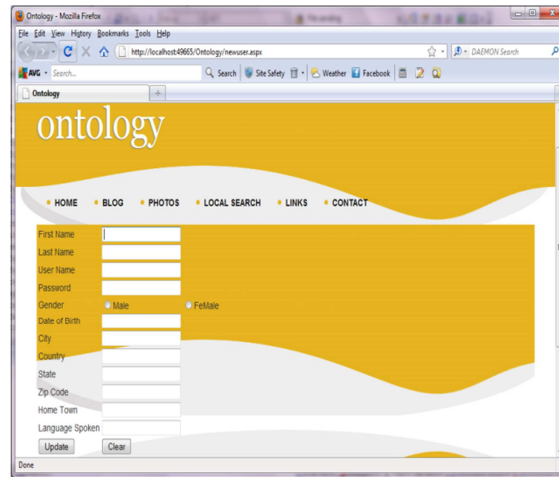 Ontology - Mozilla Firefox
File Edit View History Bookmarks Tools Help
http://localhost:49665/Ontology/newuser.aspx
DAEMON Search
AVG Search... Search Site Safety Weather Facebook
Ontology
ontology
HOME BLOG PHOTOS LOCAL SEARCH LINKS CONTACT
First Name
Last Name
User Name
Password
Gender Male FeMale
Date of Birth
City
Country
State
Zip Code
Home Town
Language Spoken
Update Clear
Done